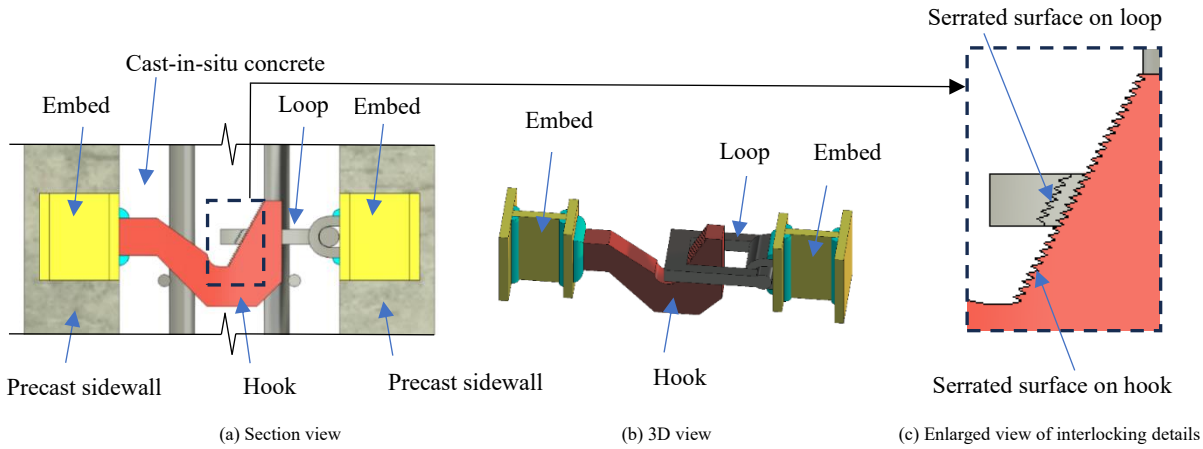 Cast-in-situ concrete
Embed
Loop
Embed
Precast sidewall
Hook
Precast sidewall
(a) Section view
Embed
Loop
Embed
Hook
(b) 3D view
Serrated surface on loop
Serrated surface on hook
(c) Enlarged view of interlocking details